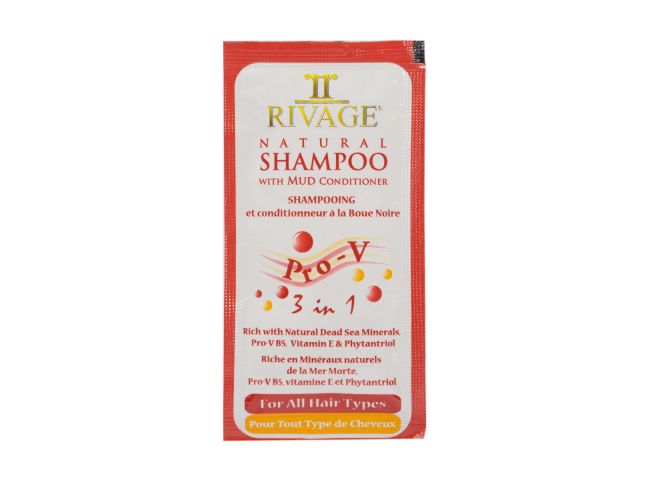 RIVAGE®
NATURAL
SHAMPOO
WITH MUD CONDITIONER
SHAMPOOING
et conditionneur à la Boue Noire
Pro-V
3 in 1
Rich with Natural Dead Sea Minerals,
Pro-V B5, Vitamin E & Phytantriol
Riche en Minéraux naturels
de la Mer Morte,
Pro-V B5, vitamine E et Phytantriol
For All Hair Types
Pour Tout Type de Cheveux